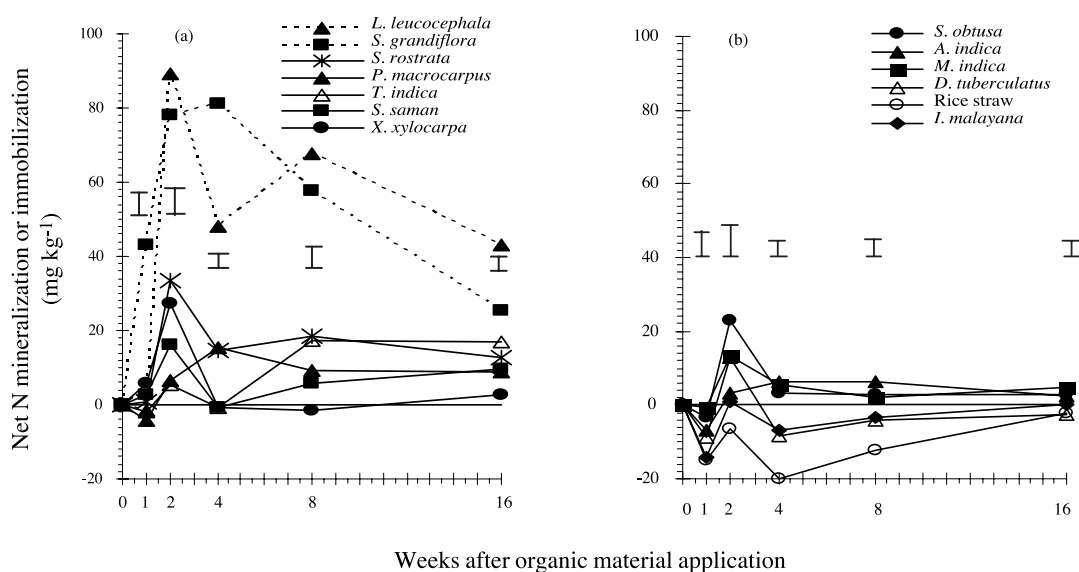 Net N mineralization or immobilization
(mg kg⁻¹)
(a)
L. leucocephala
S. grandiflora
S. rostrata
P. macrocarpus
T. indica
S. saman
X. xylocarpa
100
80
60
40
20
0
-20
0 1 2 4 8 16
(b)
S. obtusa
A. indica
M. indica
D. tuberculatus
Rice straw
I. malayana
100
80
60
40
20
0
-20
0 1 2 4 8 16
Weeks after organic material application